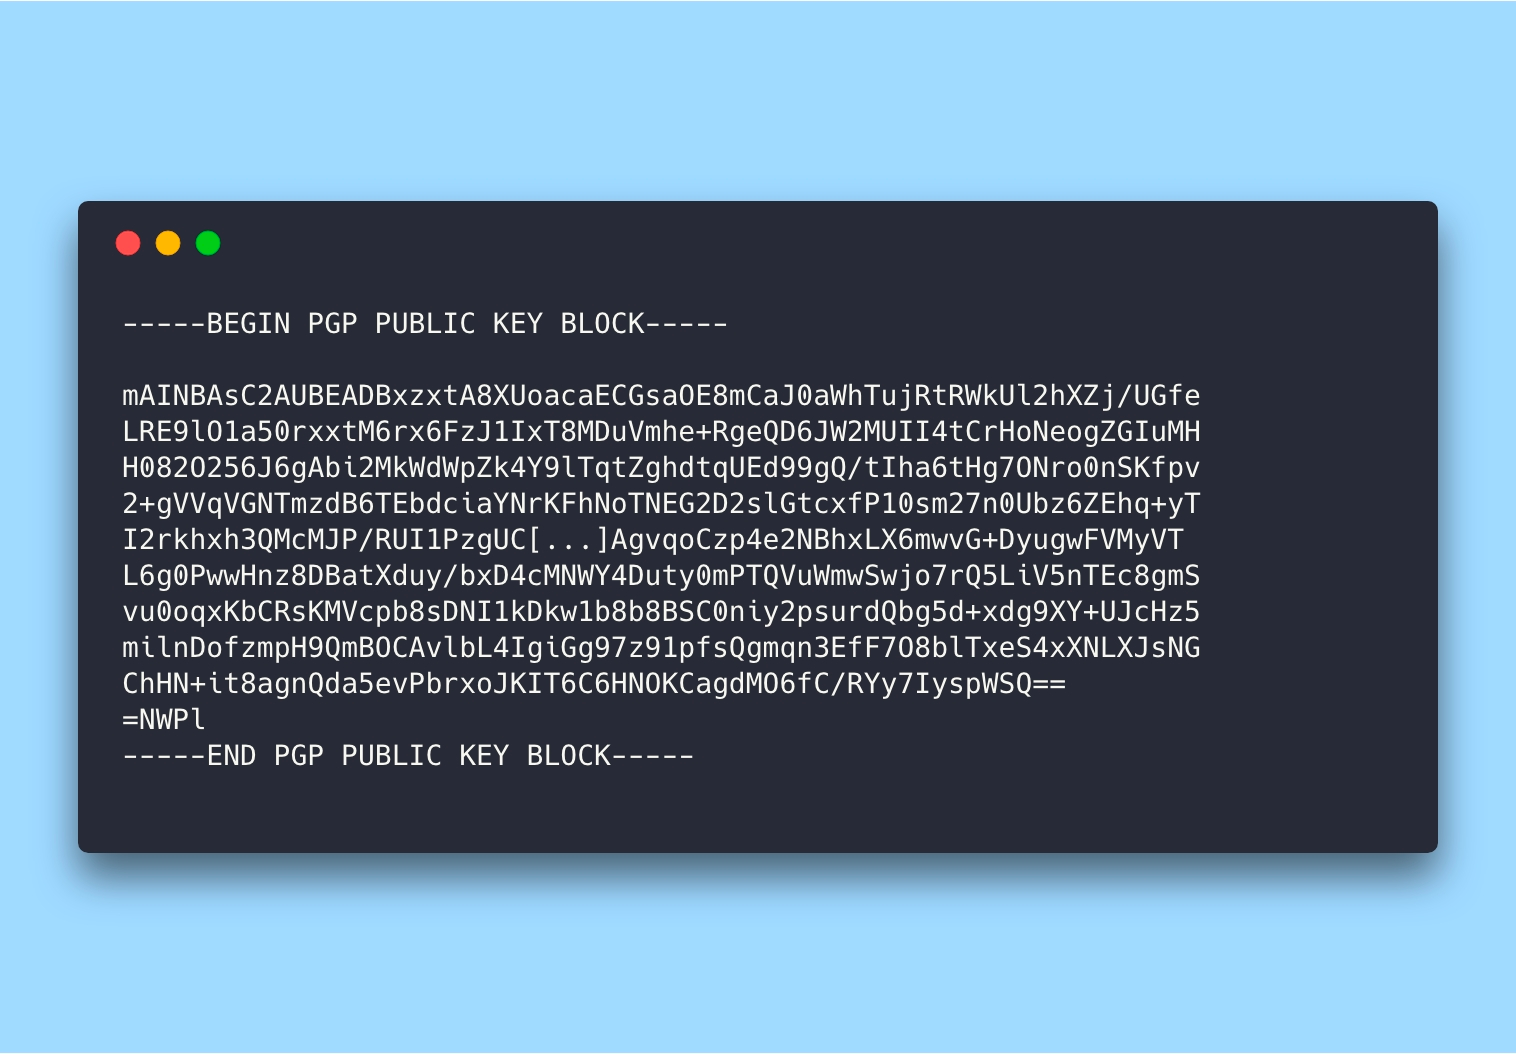 -----BEGIN PGP PUBLIC KEY BLOCK-----
mAINBAsC2AUBEADBxzxtA8XUoacaECGsaOE8mCaJ0aWhTujRtRWkUl2hXZj/UGfe
LRE9lO1a50rxxtM6rx6FzJ1IxT8MDuVmhe+RgeQD6JW2MUII4tCrHoNeogZGIuMH
H082O256J6gAbi2MkWdWpZk4Y9lTqtZghdtqUEd99gQ/tIha6tHg7ONro0nSKfpv
2+gVVqVGNTmzdB6TEbdciaYNrKFhNoTNEG2D2slGtcxfP10sm27n0Ubz6ZEhq+yT
I2rkhxh3QMcMJP/RUI1PzgUC[...]AgvqoCzp4e2NBhxLX6mwvG+DyugwFVMyVT
L6g0PwwHnz8DBatXduy/bxD4cMNWY4Duty0mPTQVuWmwSwjo7rQ5LiV5nTEc8gmS
vu0oqxKbCRsKMVcpb8sDNI1kDkw1b8b8BSC0niy2psurdQbg5d+xdg9XY+UJcHz5
milnDofzmpH9QmBOCAvlbL4IgiGg97z91pfsQgmqn3EfF7O8blTxeS4xXNLXJsNG
ChHN+it8agnQda5evPbrxoJKIT6C6HNOKCagdMO6fC/RYy7IyspWSQ==
=NWPl
-----END PGP PUBLIC KEY BLOCK-----